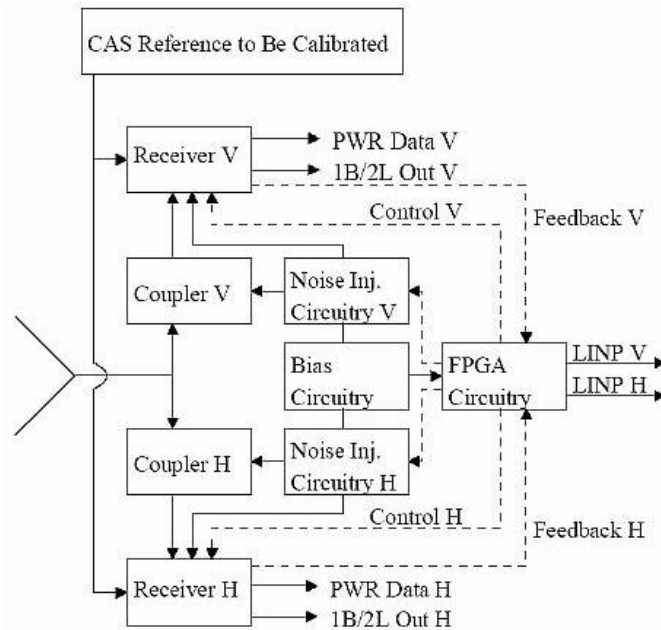 CAS Reference to Be Calibrated
Receiver V
PWR Data V
1B/2L Out V
Control V
Feedback V
Coupler V
Noise Inj.
Circuitry V
Bias
Circuitry
FPGA
Circuitry
LINP V
LINP H
Coupler H
Noise Inj.
Circuitry H
Control H
Feedback H
Receiver H
PWR Data H
1B/2L Out H